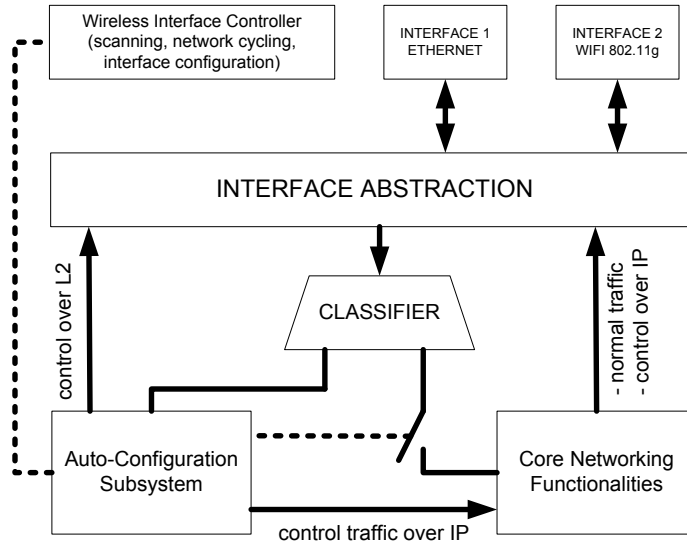 Wireless Interface Controller
(scanning, network cycling,
interface configuration)
INTERFACE 1
ETHERNET
INTERFACE 2
WIFI 802.11g
INTERFACE ABSTRACTION
control over L2
CLASSIFIER
- normal traffic
- control over IP
Auto-Configuration
Subsystem
Core Networking
Functionalities
control traffic over IP